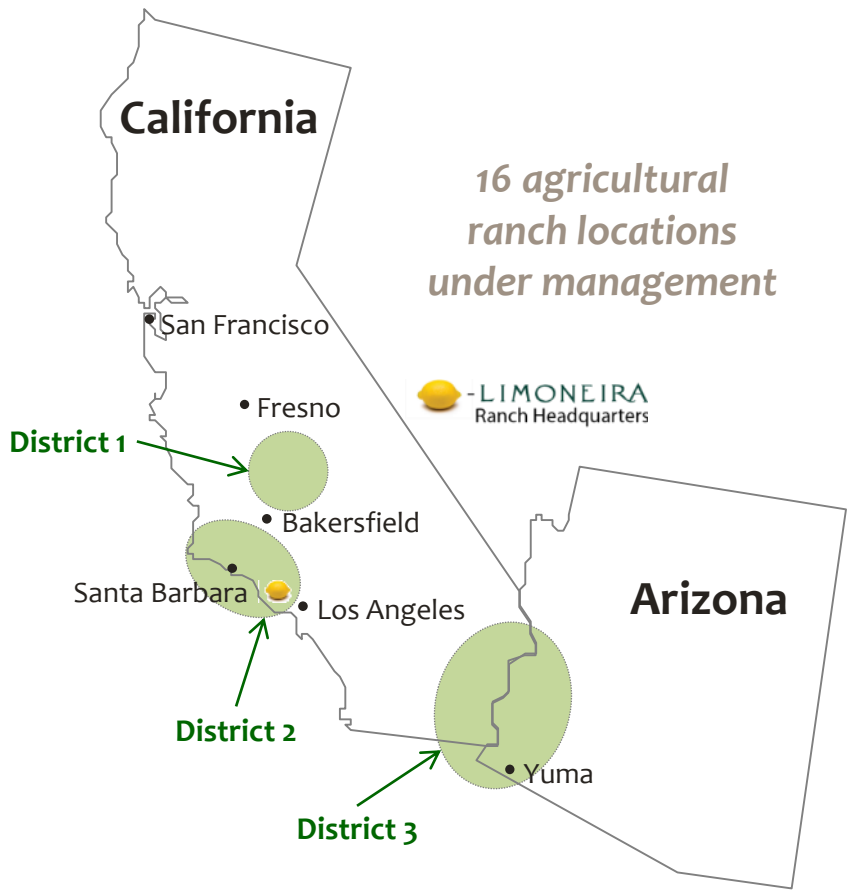 California
16 agricultural
ranch locations
under management
San Francisco
-LIMONEIRA
Ranch Headquarters
Fresno
District 1
Bakersfield
Santa Barbara
Los Angeles
Arizona
District 2
Yuma
District 3